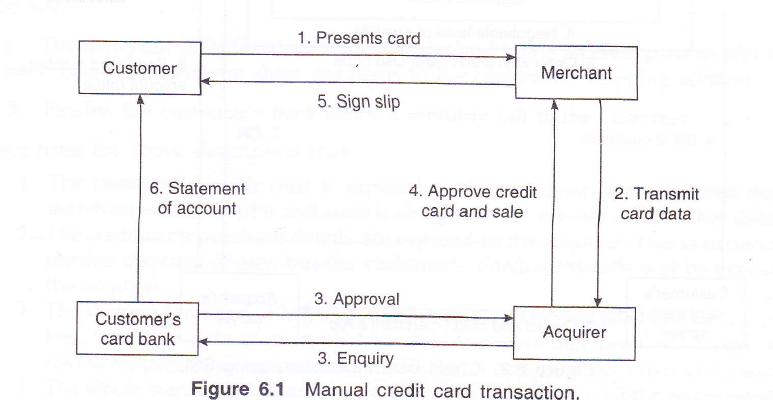 1. Presents card
Customer
Merchant
5. Sign slip
6. Statement
of account
4. Approve credit
card and sale
2. Transmit
card data
Customer's
card bank
3. Approval
Acquirer
3. Enquiry
Figure 6.1 Manual credit card transaction.